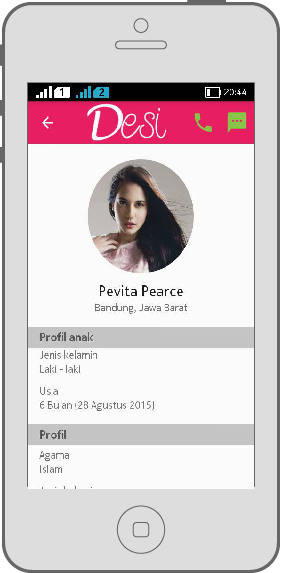 1 2 20:44
Desi
Pevita Pearce
Bandung, Jawa Barat
Profil anak
Jenis kelamin
Laki - laki
Usia
6 Bulan (28 Agustus 2015)
Profil
Agama
Islam